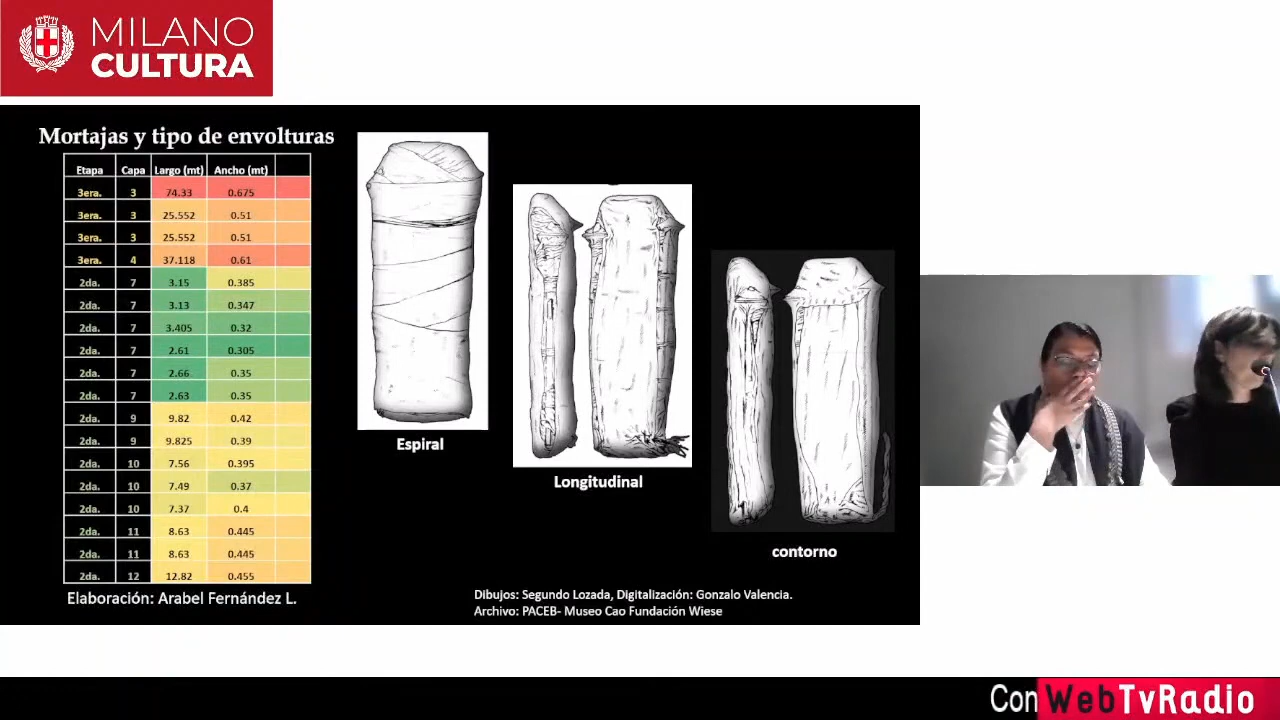 MILANO
CULTURA
Mortajas y tipo de envolturas
Etapa Capa Largo (mt) Ancho (mt)
3era. 3 74.33 0.675
3era. 3 25.552 0.51
3era. 3 25.552 0.51
3era. 4 37.118 0.61
2da. 7 3.15 0.385
2da. 7 3.13 0.347
2da. 7 3.405 0.32
2da. 7 2.61 0.305
2da. 7 2.66 0.35
2da. 7 2.63 0.35
2da. 9 9.82 0.42
2da. 9 9.825 0.39
2da. 10 7.56 0.395
2da. 10 7.49 0.37
2da. 10 7.37 0.4
2da. 11 8.63 0.445
2da. 11 8.63 0.445
2da. 12 12.82 0.455
Elaboración: Arabel Fernández L.
Espiral
Longitudinal
contorno
Dibujos: Segundo Lozada, Digitalización: Gonzalo Valencia.
Archivo: PACEB- Museo Cao Fundación Wiese
Con WebTvRadio